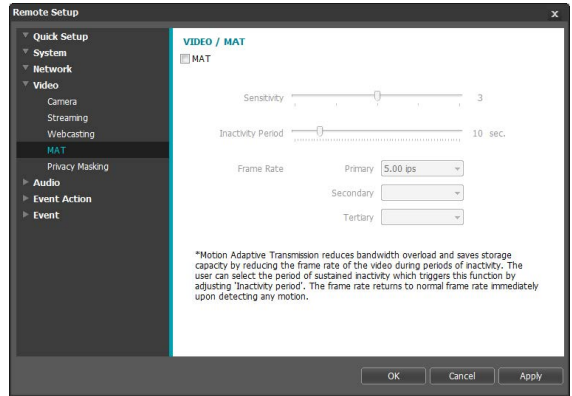 Remote Setup x
Quick Setup
System
Network
Video
Camera
Streaming
Webcasting
MAT
Privacy Masking
Audio
Event Action
Event
VIDEO / MAT
MAT
Sensitivity 3
Inactivity Period 10 sec.
Frame Rate Primary 5.00 ips
Secondary
Tertiary
*Motion Adaptive Transmission reduces bandwidth overload and saves storage
capacity by reducing the frame rate of the video during periods of inactivity. The
user can select the period of sustained inactivity which triggers this function by
adjusting 'Inactivity period'. The frame rate returns to normal frame rate immediately
upon detecting any motion.
OK Cancel Apply